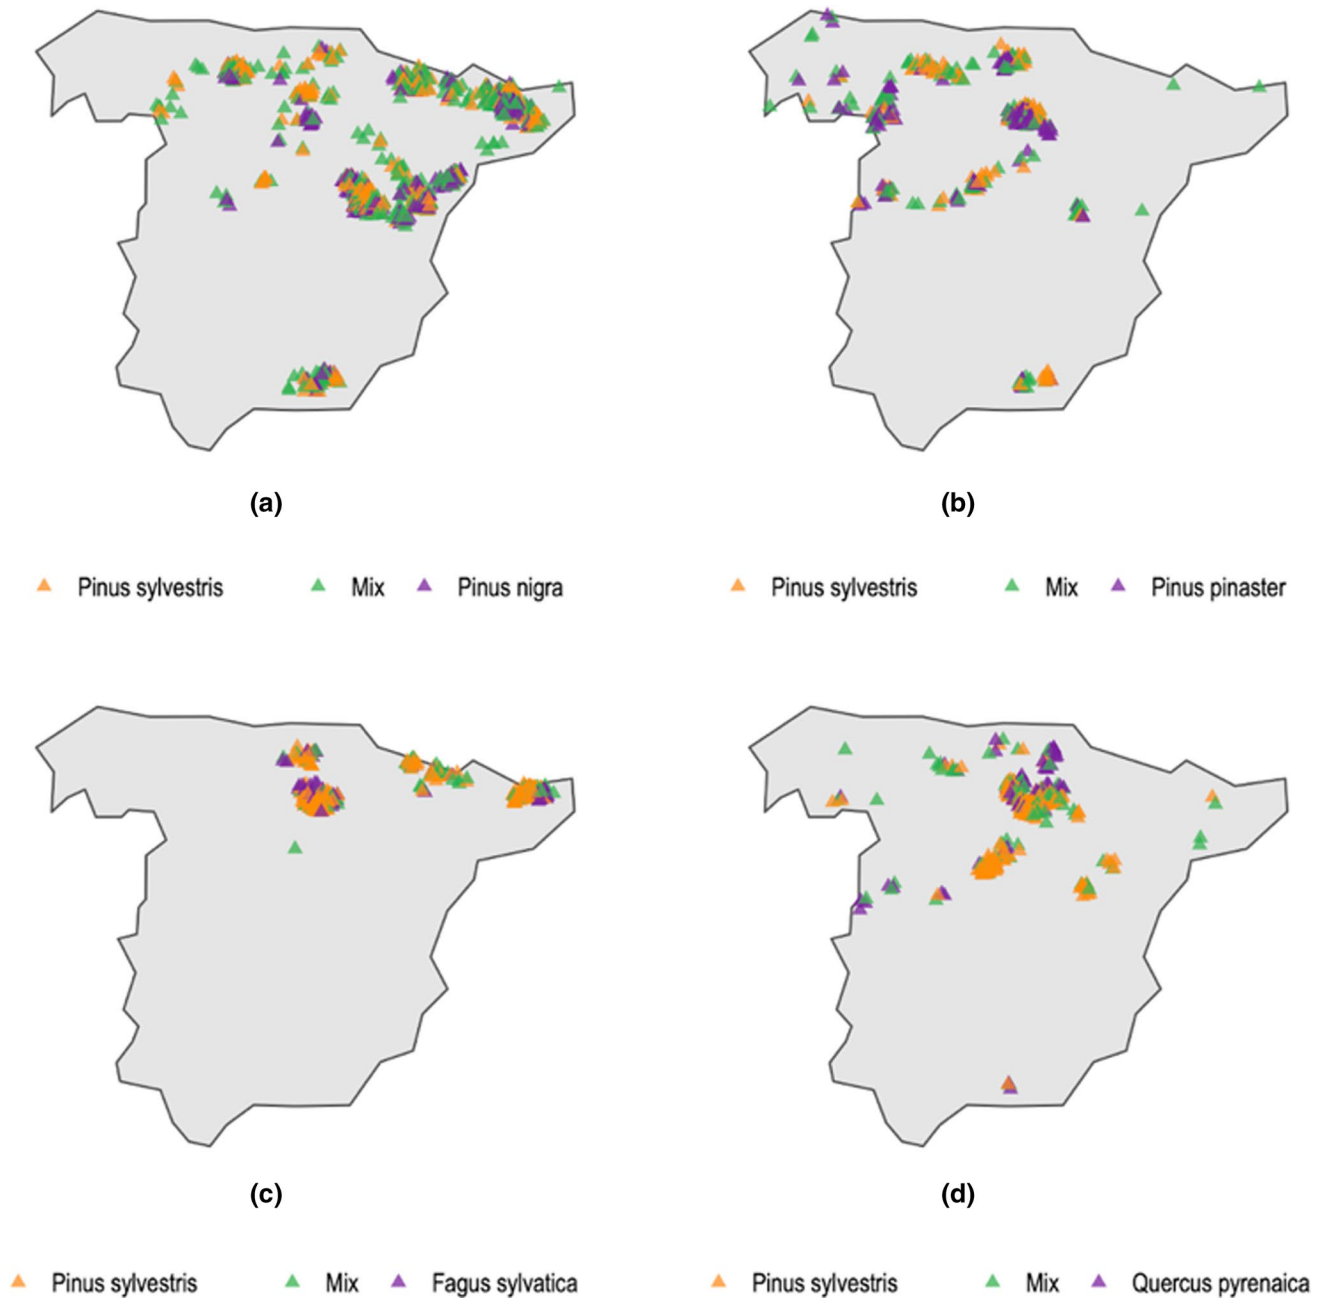 (a)
(b)
Pinus sylvestris Mix Pinus nigra
Pinus sylvestris Mix Pinus pinaster
(c)
(d)
Pinus sylvestris Mix Fagus sylvatica
Pinus sylvestris Mix Quercus pyrenaica